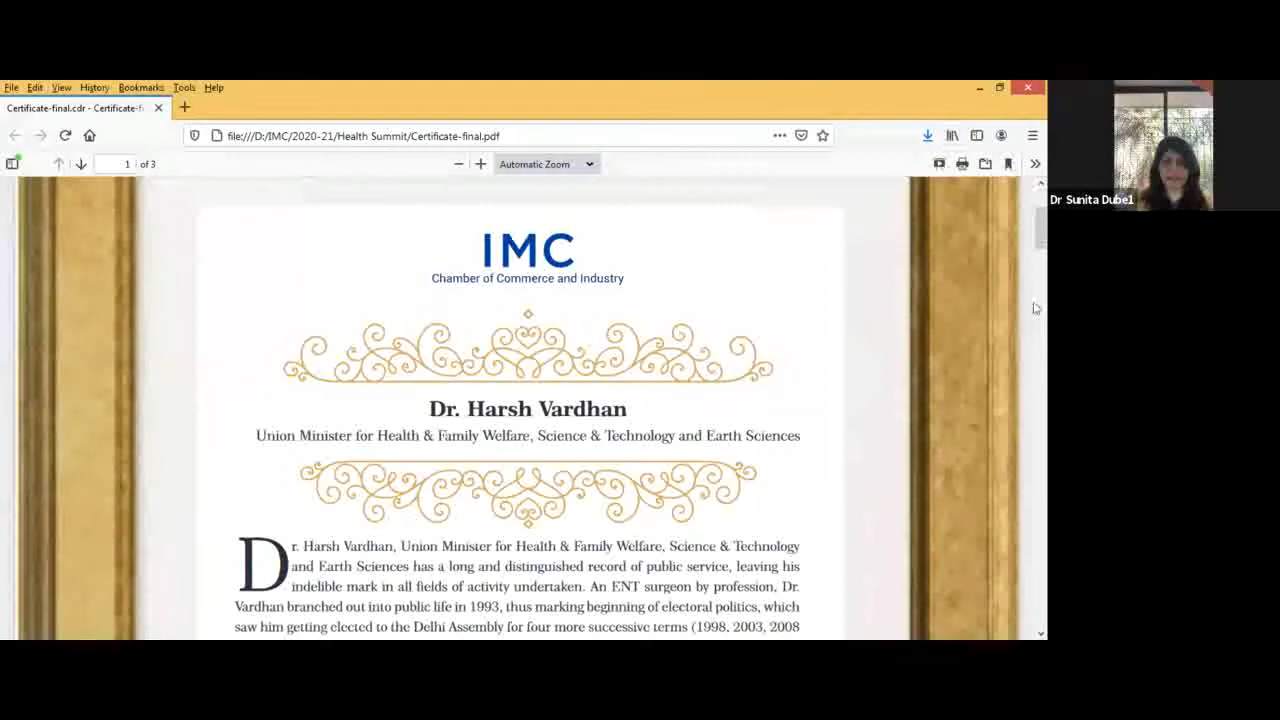 File Edit View History Bookmarks Tools Help
Certificate-final.cdr - Certificate-fi
file:///D:/IMC/2020-21/Health Summit/Certificate-final.pdf
1 of 3
Automatic Zoom
IMC
Chamber of Commerce and Industry
Dr. Harsh Vardhan
Union Minister for Health & Family Welfare, Science & Technology and Earth Sciences
Dr. Harsh Vardhan, Union Minister for Health & Family Welfare, Science & Technology
and Earth Sciences has a long and distinguished record of public service, leaving his
indelible mark in all fields of activity undertaken. An ENT surgeon by profession, Dr.
Vardhan branched out into public life in 1993, thus marking beginning of electoral politics, which
saw him getting elected to the Delhi Assembly for four more successive terms (1998, 2003, 2008
Dr Sunita Dube1